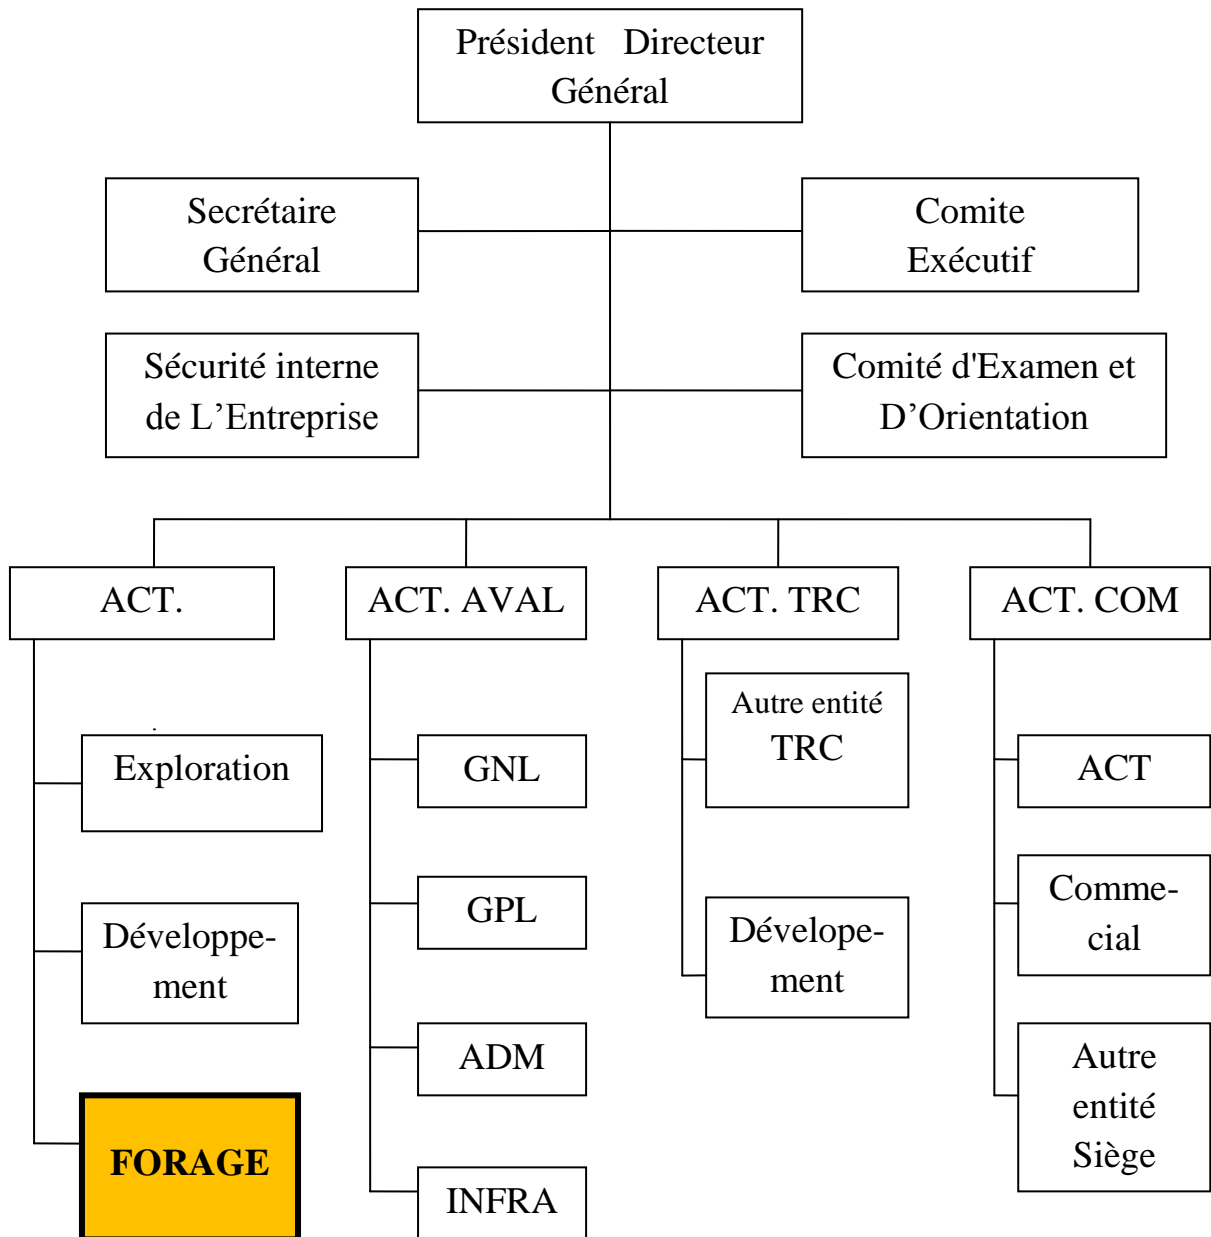 Président Directeur
Général
Secrétaire
Général
Comite
Exécutif
Sécurité interne
de L’Entreprise
Comité d'Examen et
D’Orientation
ACT.
ACT. AVAL
ACT. TRC
ACT. COM
Exploration
Développe-
ment
FORAGE
GNL
GPL
ADM
INFRA
Autre entité
TRC
Dévelope-
ment
ACT
Comme-
cial
Autre
entité
Siège